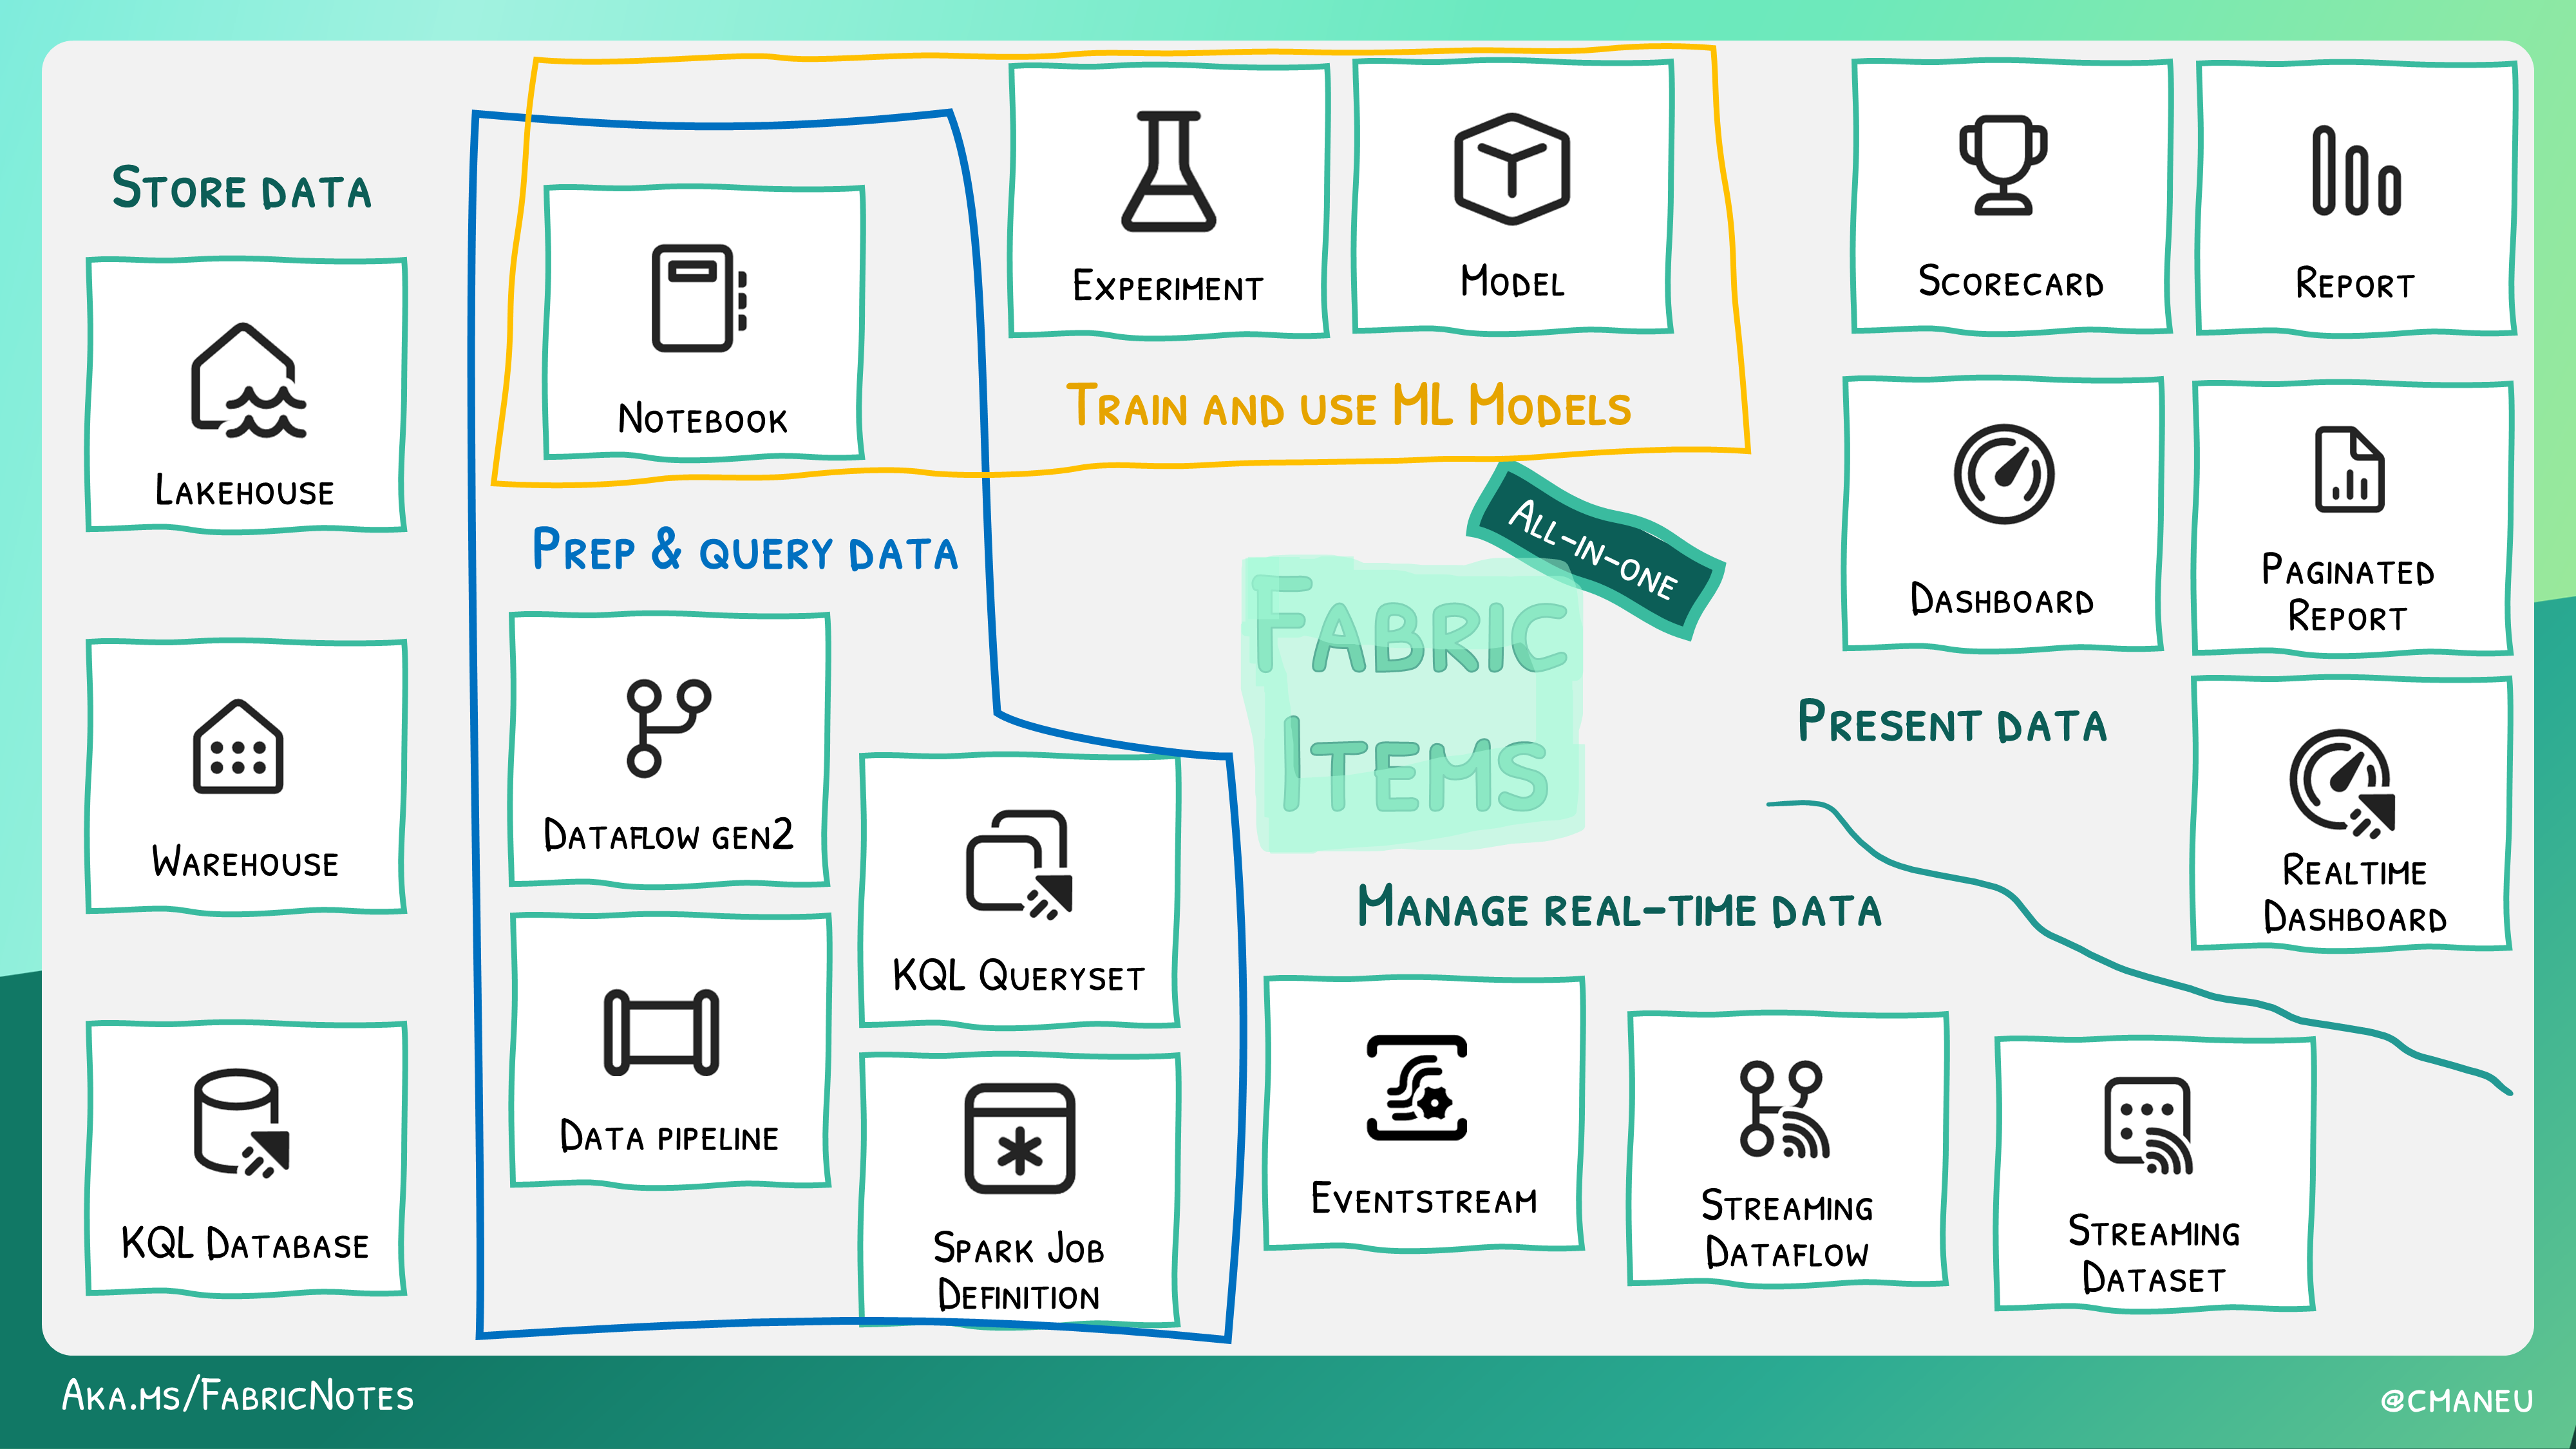 Store data
Lakehouse
Warehouse
KQL Database
Notebook
Prep & query data
Dataflow gen2
Data pipeline
KQL Queryset
Spark Job
Definition
Experiment
Model
Train and use ML Models
All-in-one
Fabric
Items
Scorecard
Report
Dashboard
Paginated
Report
Present data
Realtime
Dashboard
Manage real-time data
Eventstream
Streaming
Dataflow
Streaming
Dataset
Aka.ms/FabricNotes
@cmaneu